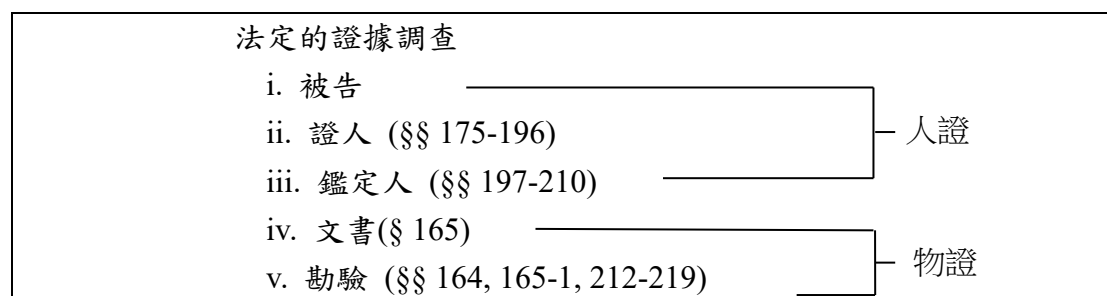 法定的證據調查
i. 被告
ii. 證人 (§§ 175-196)
人證
iii. 鑑定人 (§§ 197-210)
iv. 文書(§ 165)
物證
v. 勘驗 (§§ 164, 165-1, 212-219)